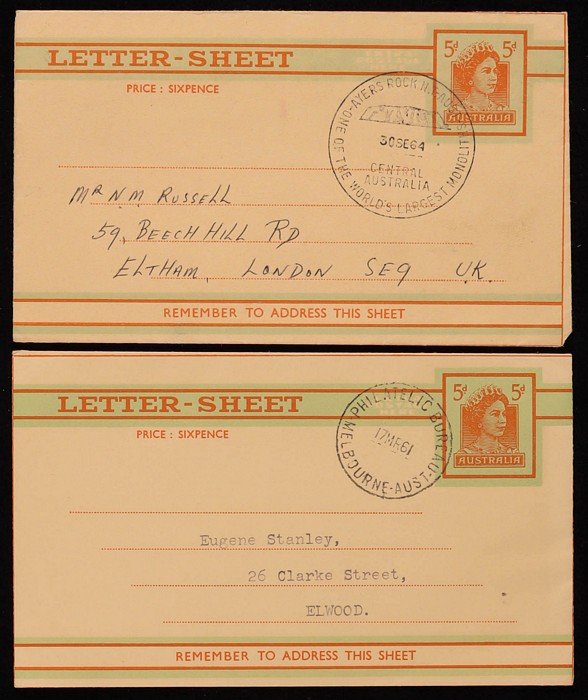 LETTER-SHEET
PRICE : SIXPENCE
5d 5d
AUSTRALIA
AYERS ROCK
30SE64
CENTRAL
AUSTRALIA
ONE OF THE WORLD'S LARGEST MONOLITHS
Mr N.M. RUSSELL
59, BEECH HILL RD
ELTHAM, LONDON SE9 U.K.
REMEMBER TO ADDRESS THIS SHEET
LETTER-SHEET
PRICE : SIXPENCE
5d 5d
AUSTRALIA
PHILATELIC BUREAU
17MR61
MELBOURNE-AUST.
Eugene Stanley,
26 Clarke Street,
ELWOOD.
REMEMBER TO ADDRESS THIS SHEET